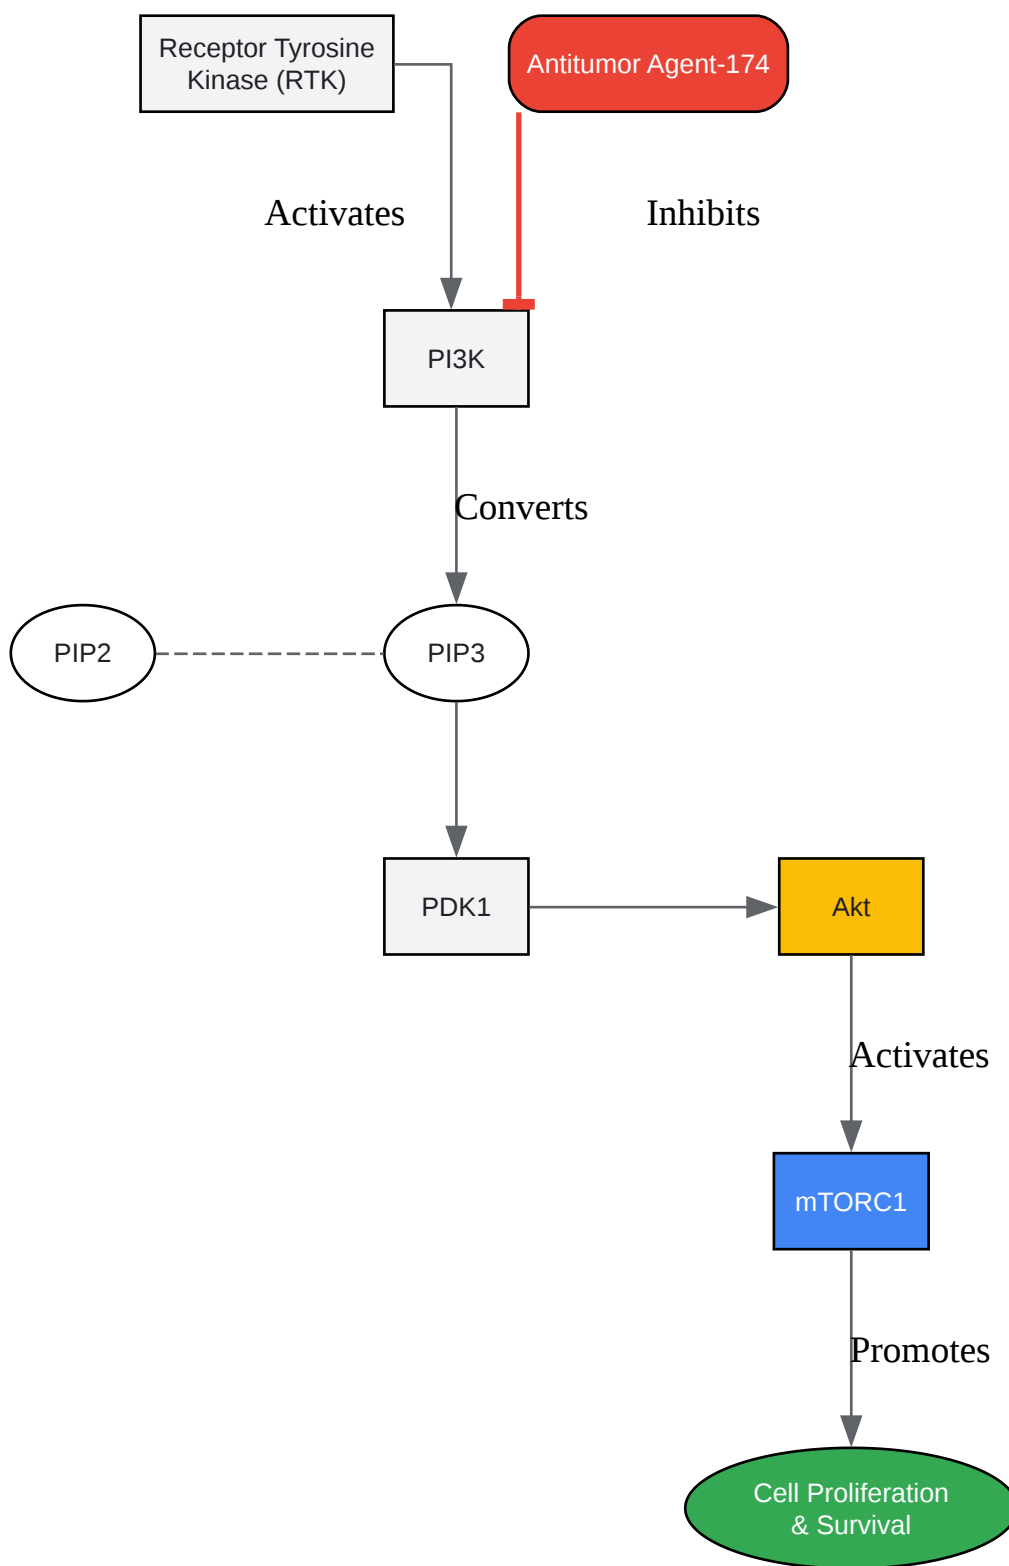 Receptor Tyrosine
Kinase (RTK)
Antitumor Agent-174
Activates
Inhibits
PI3K
Converts
PIP2
PIP3
PDK1
Akt
Activates
mTORC1
Promotes
Cell Proliferation
& Survival